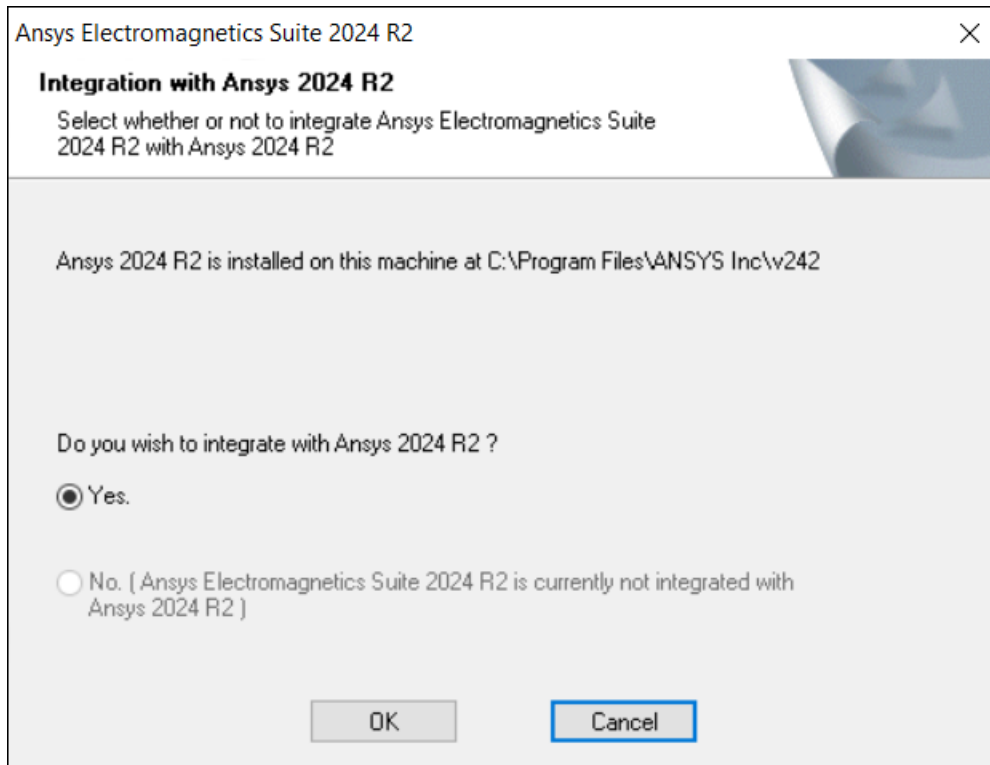 Ansys Electromagnetics Suite 2024 R2
Integration with Ansys 2024 R2
Select whether or not to integrate Ansys Electromagnetics Suite
2024 R2 with Ansys 2024 R2
Ansys 2024 R2 is installed on this machine at C:\Program Files\ANSYS Inc\v242
Do you wish to integrate with Ansys 2024 R2 ?
Yes.
No. ( Ansys Electromagnetics Suite 2024 R2 is currently not integrated with
Ansys 2024 R2 )
OK
Cancel